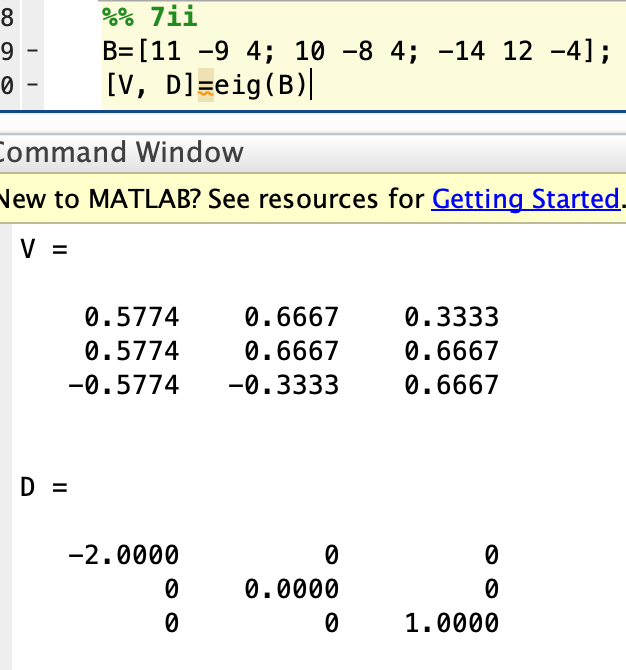 8 %% 7ii
9 – B=[11 -9 4; 10 -8 4; -14 12 -4];
0 – [V, D]=eig(B)
Command Window
New to MATLAB? See resources for Getting Started.
V =
0.5774 0.6667 0.3333
0.5774 0.6667 0.6667
-0.5774 -0.3333 0.6667
D =
-2.0000 0 0
0 0.0000 0
0 0 1.0000